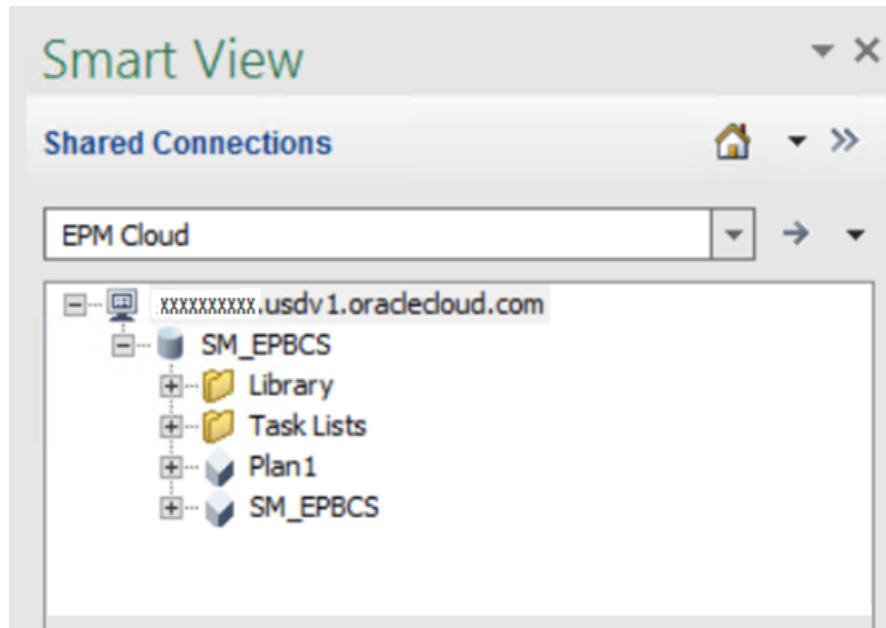 Smart View
Shared Connections
EPM Cloud
xxxxxxxxxx.usdv1.oraclecloud.com
SM_EPBCS
Library
Task Lists
Plan1
SM_EPBCS